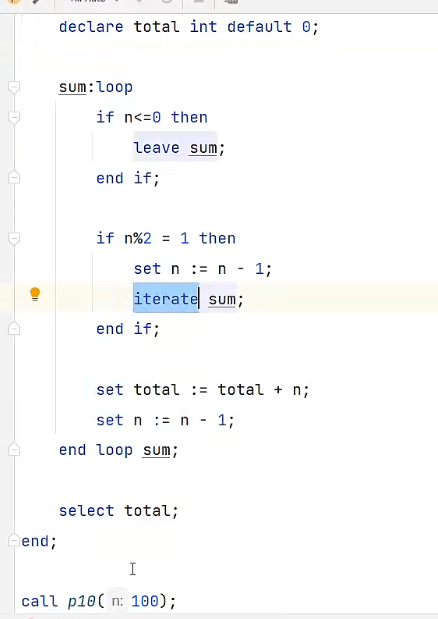 declare total int default 0;
sum:loop
if n<=0 then
leave sum;
end if;
if n%2 = 1 then
set n := n - 1;
iterate sum;
end if;
set total := total + n;
set n := n - 1;
end loop sum;
select total;
end;
call p10( n: 100);